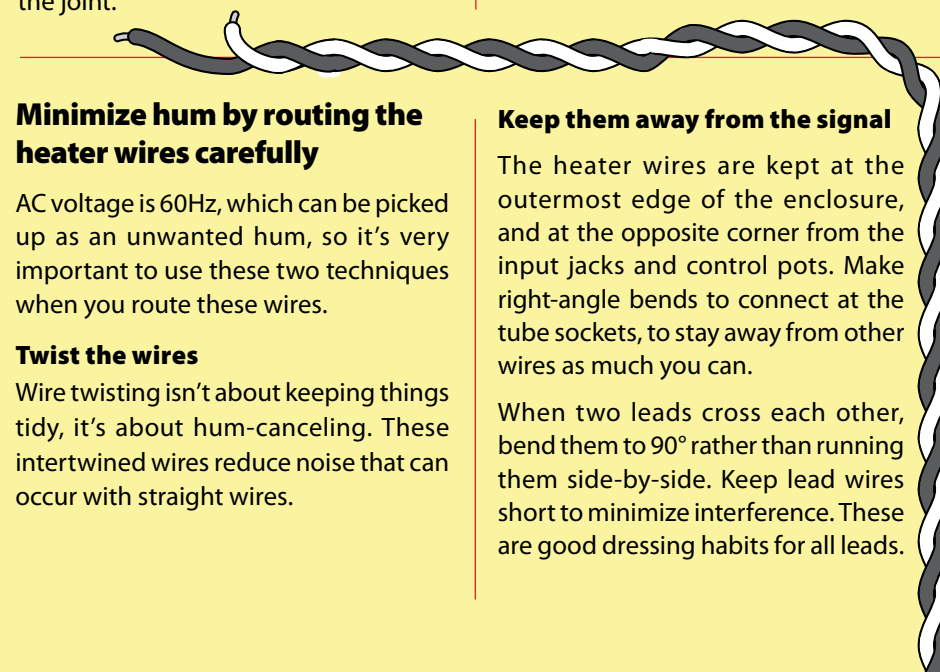 the joint.
Minimize hum by routing the
heater wires carefully
AC voltage is 60Hz, which can be picked
up as an unwanted hum, so it's very
important to use these two techniques
when you route these wires.
Twist the wires
Wire twisting isn't about keeping things
tidy, it's about hum-canceling. These
intertwined wires reduce noise that can
occur with straight wires.
Keep them away from the signal
The heater wires are kept at the
outermost edge of the enclosure,
and at the opposite corner from the
input jacks and control pots. Make
right-angle bends to connect at the
tube sockets, to stay away from other
wires as much you can.
When two leads cross each other,
bend them to 90° rather than running
them side-by-side. Keep lead wires
short to minimize interference. These
are good dressing habits for all leads.